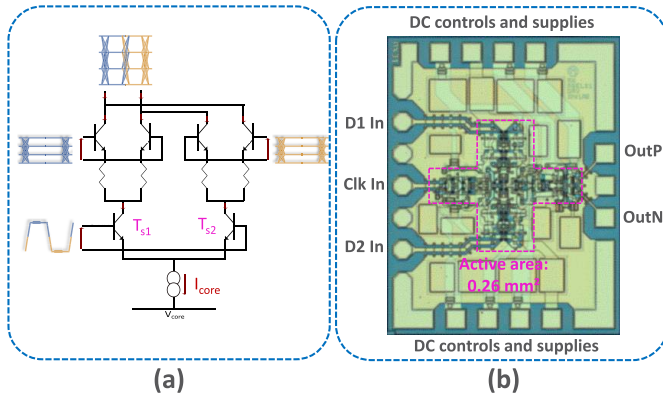 (a)
T_s1
T_s2
I_core
V_core
(b)
DC controls and supplies
D1 In
Clk In
D2 In
OutP
OutN
Active area:
0.26 mm²
DC controls and supplies